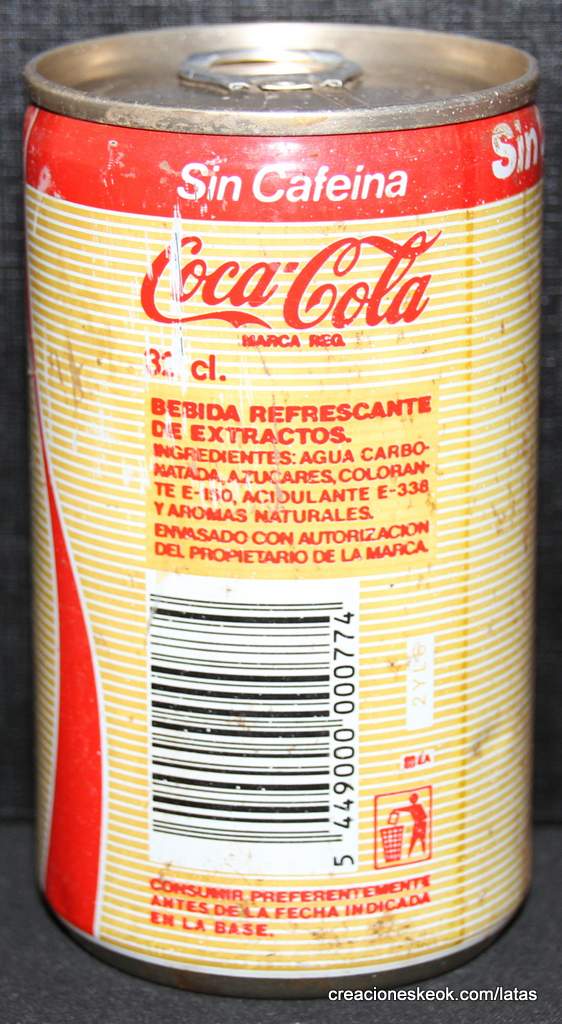 Sin Cafeina
Sin
Coca-Cola
MARCA REG.
cl.
BEBIDA REFRESCANTE
DE EXTRACTOS.
INGREDIENTES: AGUA CARBO-
NATADA, AZUCARES, COLORAN-
TE E-150, ACIDULANTE E-338
Y AROMAS NATURALES.
ENVASADO CON AUTORIZACION
DEL PROPIETARIO DE LA MARCA.
5 449000 000774
2YL6
CONSUMIR PREFERENTEMENTE
ANTES DE LA FECHA INDICADA
EN LA BASE.
creacioneskeok.com/latas